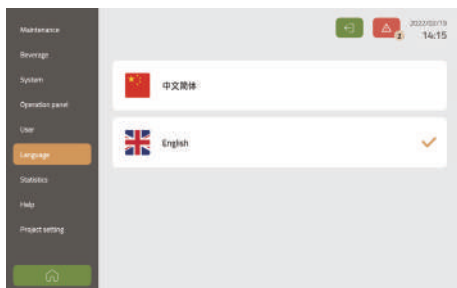 Maintenance
Beverage
System
Operation panel
User
Language
Statistics
Help
Project setting
2022/03/19
14:15
中文简体
English